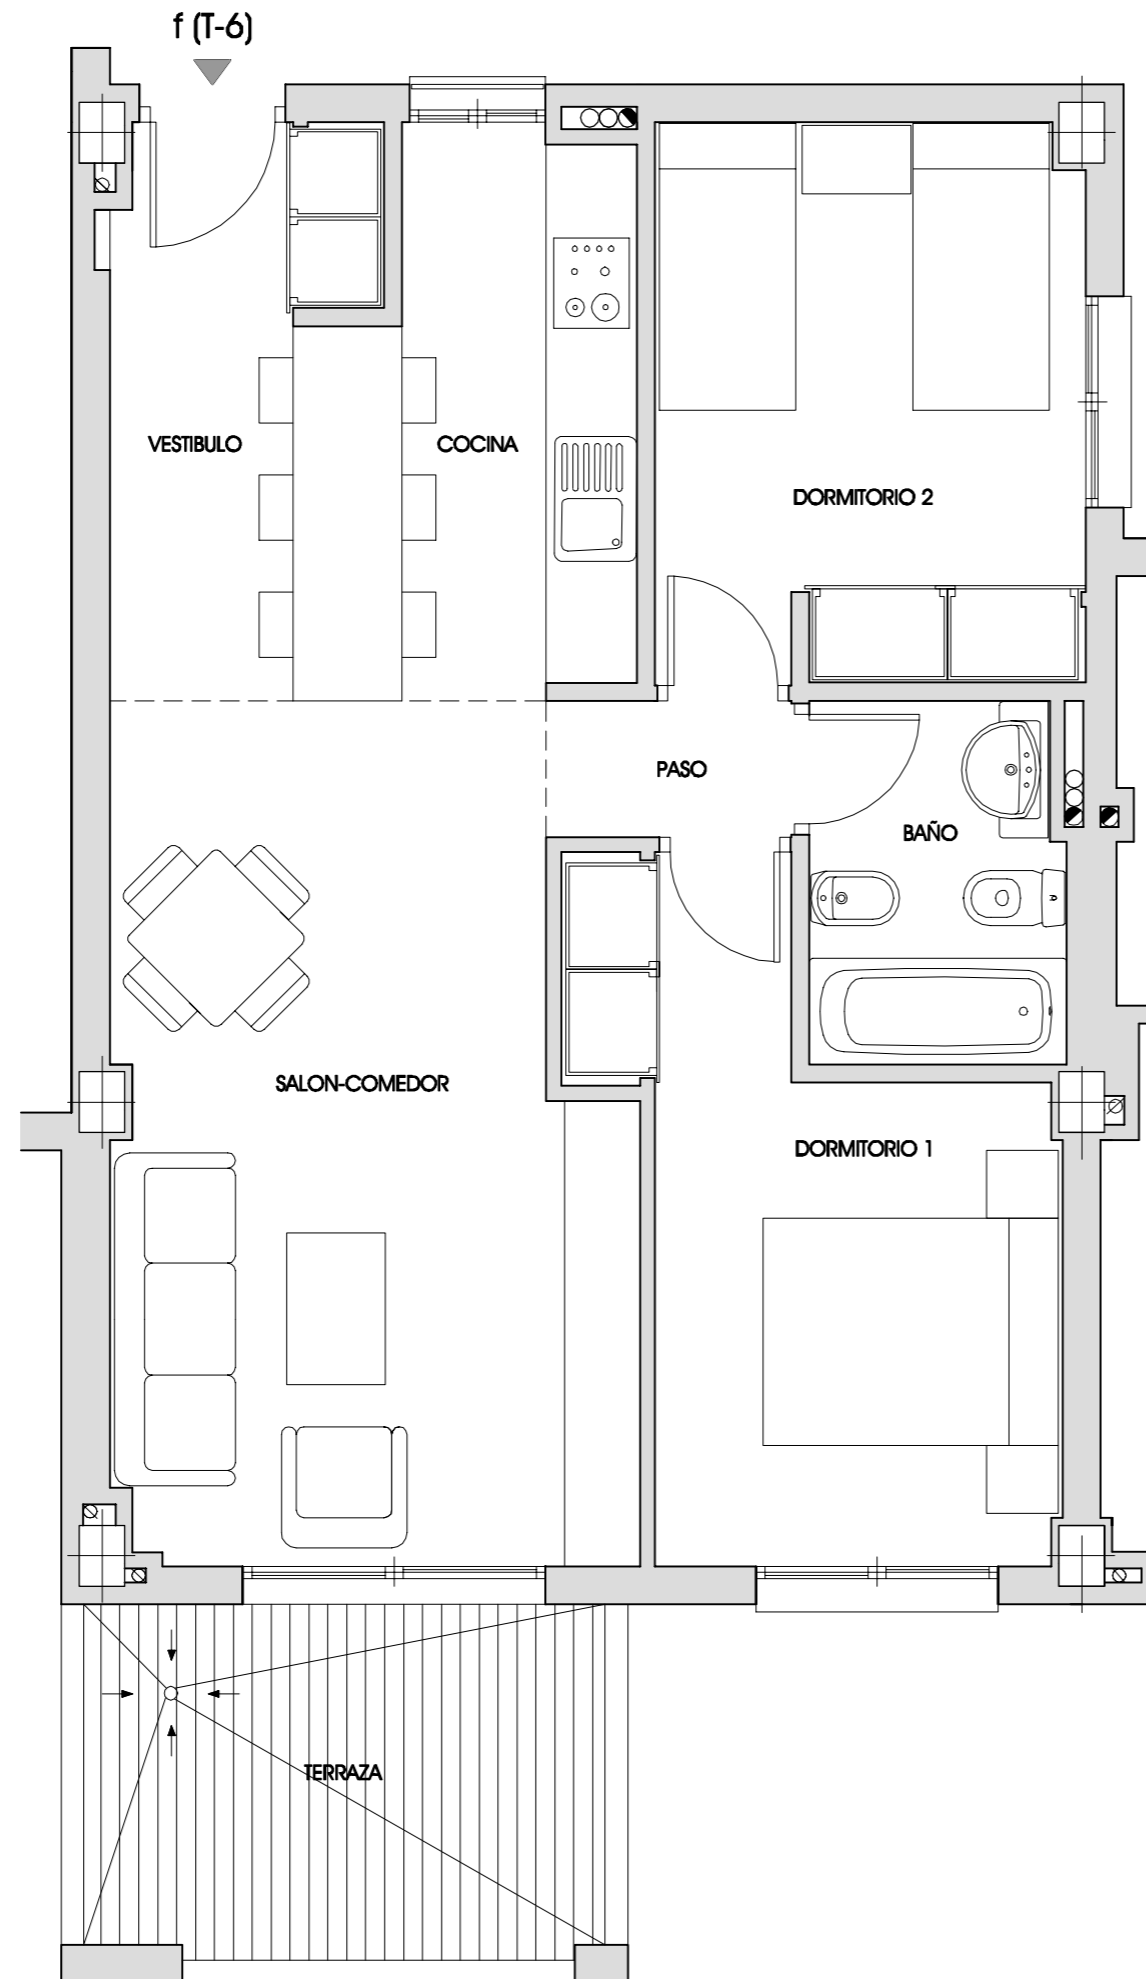 f (T-6)
VESTIBULO
COCINA
DORMITORIO 2
PASO
BAÑO
SALON-COMEDOR
DORMITORIO 1
TERRAZA